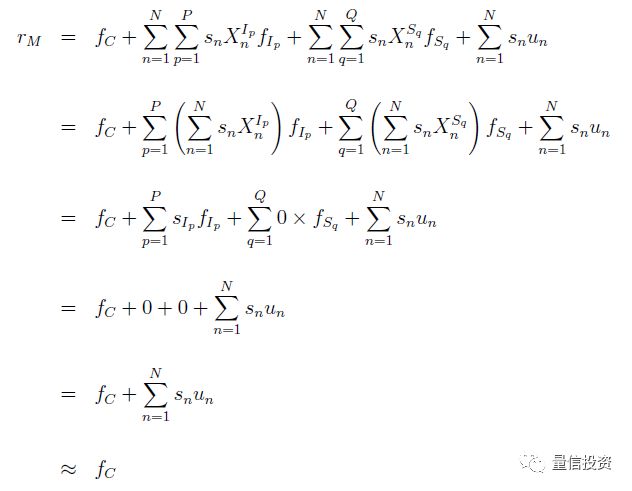 r_M = f_C + \sum_{n=1}^{N} \sum_{p=1}^{P} s_n X_n^{I_p} f_{I_p} + \sum_{n=1}^{N} \sum_{q=1}^{Q} s_n X_n^{S_q} f_{S_q} + \sum_{n=1}^{N} s_n u_n
= f_C + \sum_{p=1}^{P} \left( \sum_{n=1}^{N} s_n X_n^{I_p} \right) f_{I_p} + \sum_{q=1}^{Q} \left( \sum_{n=1}^{N} s_n X_n^{S_q} \right) f_{S_q} + \sum_{n=1}^{N} s_n u_n
= f_C + \sum_{p=1}^{P} s_{I_p} f_{I_p} + \sum_{q=1}^{Q} 0 × f_{S_q} + \sum_{n=1}^{N} s_n u_n
= f_C + 0 + 0 + \sum_{n=1}^{N} s_n u_n
= f_C + \sum_{n=1}^{N} s_n u_n
≈ f_C
量信投资